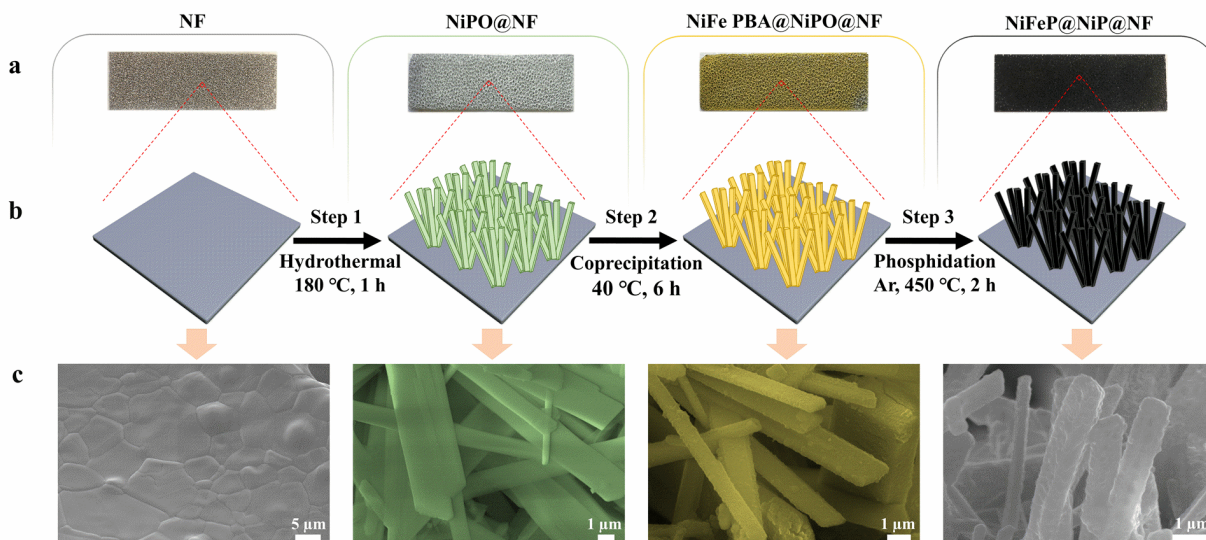 NF
NiPO@NF
NiFe PBA@NiPO@NF
NiFeP@NiP@NF
a
b
Step 1
Hydrothermal
180 ℃, 1 h
Step 2
Coprecipitation
40 ℃, 6 h
Step 3
Phosphidation
Ar, 450 ℃, 2 h
c
5 µm
1 µm
1 µm
1 µm